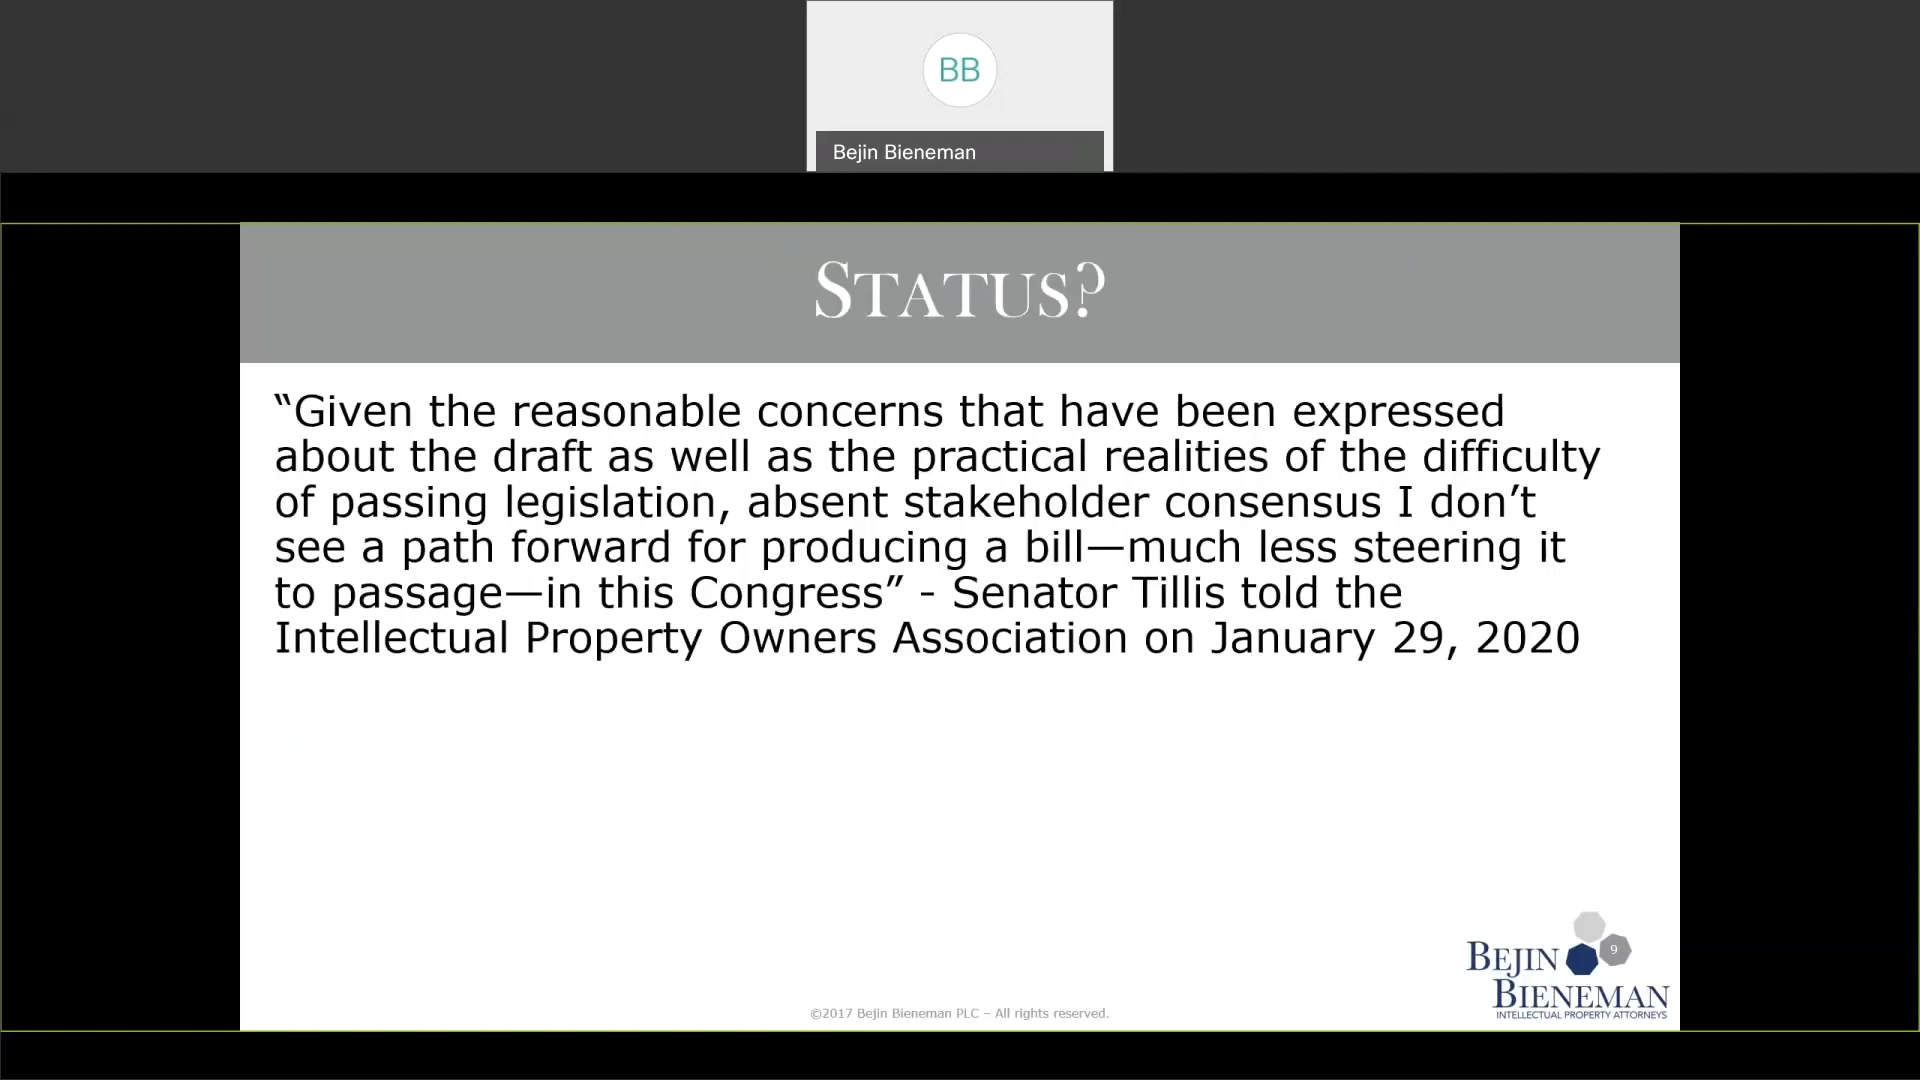 BB
Bejin Bieneman
STATUS?
“Given the reasonable concerns that have been expressed
about the draft as well as the practical realities of the difficulty
of passing legislation, absent stakeholder consensus I don’t
see a path forward for producing a bill—much less steering it
to passage—in this Congress” - Senator Tillis told the
Intellectual Property Owners Association on January 29, 2020
9
BEJIN
BIENEMAN
INTELLECTUAL PROPERTY ATTORNEYS
©2017 Bejin Bieneman PLC – All rights reserved.